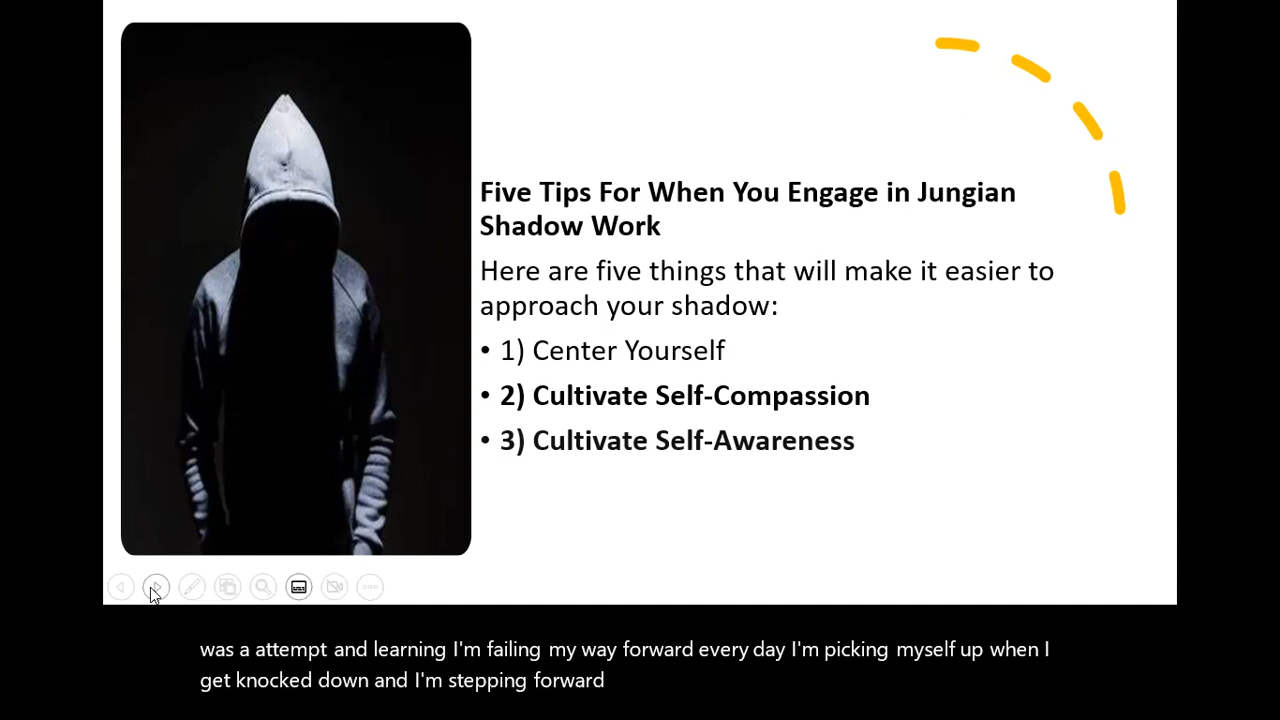 Five Tips For When You Engage in Jungian
Shadow Work
Here are five things that will make it easier to
approach your shadow:
• 1) Center Yourself
• 2) Cultivate Self-Compassion
• 3) Cultivate Self-Awareness
was a attempt and learning I'm failing my way forward every day I'm picking myself up when I
get knocked down and I'm stepping forward